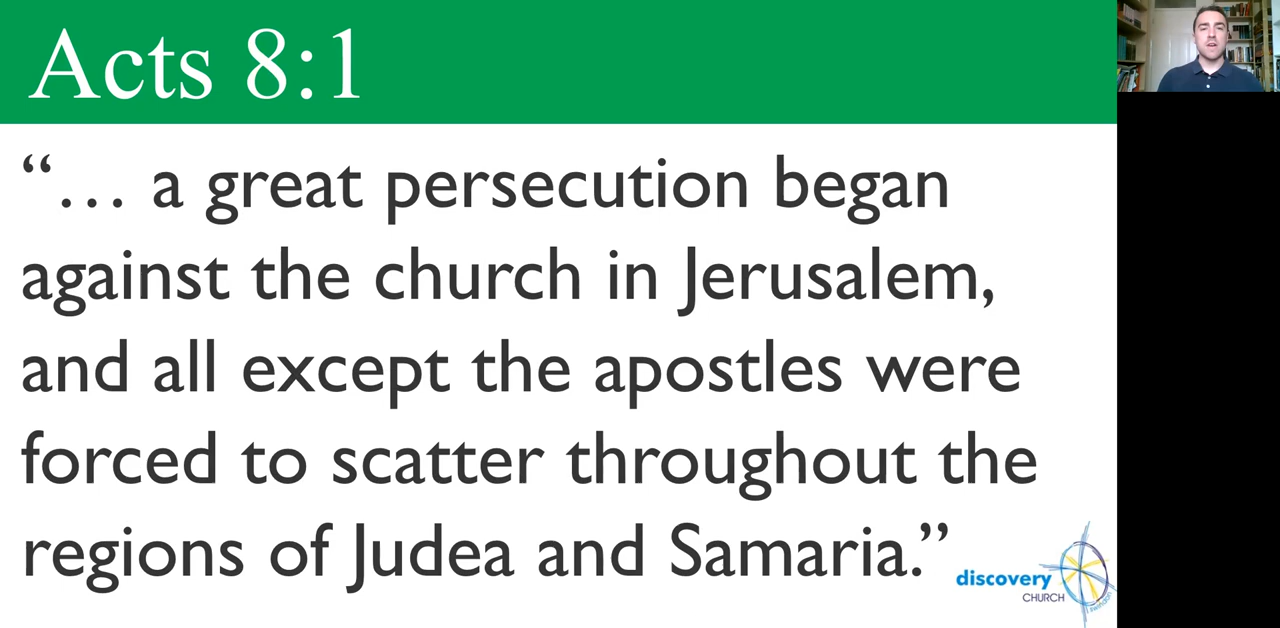 Acts 8:1
“… a great persecution began
against the church in Jerusalem,
and all except the apostles were
forced to scatter throughout the
regions of Judea and Samaria.”
discovery
CHURCH